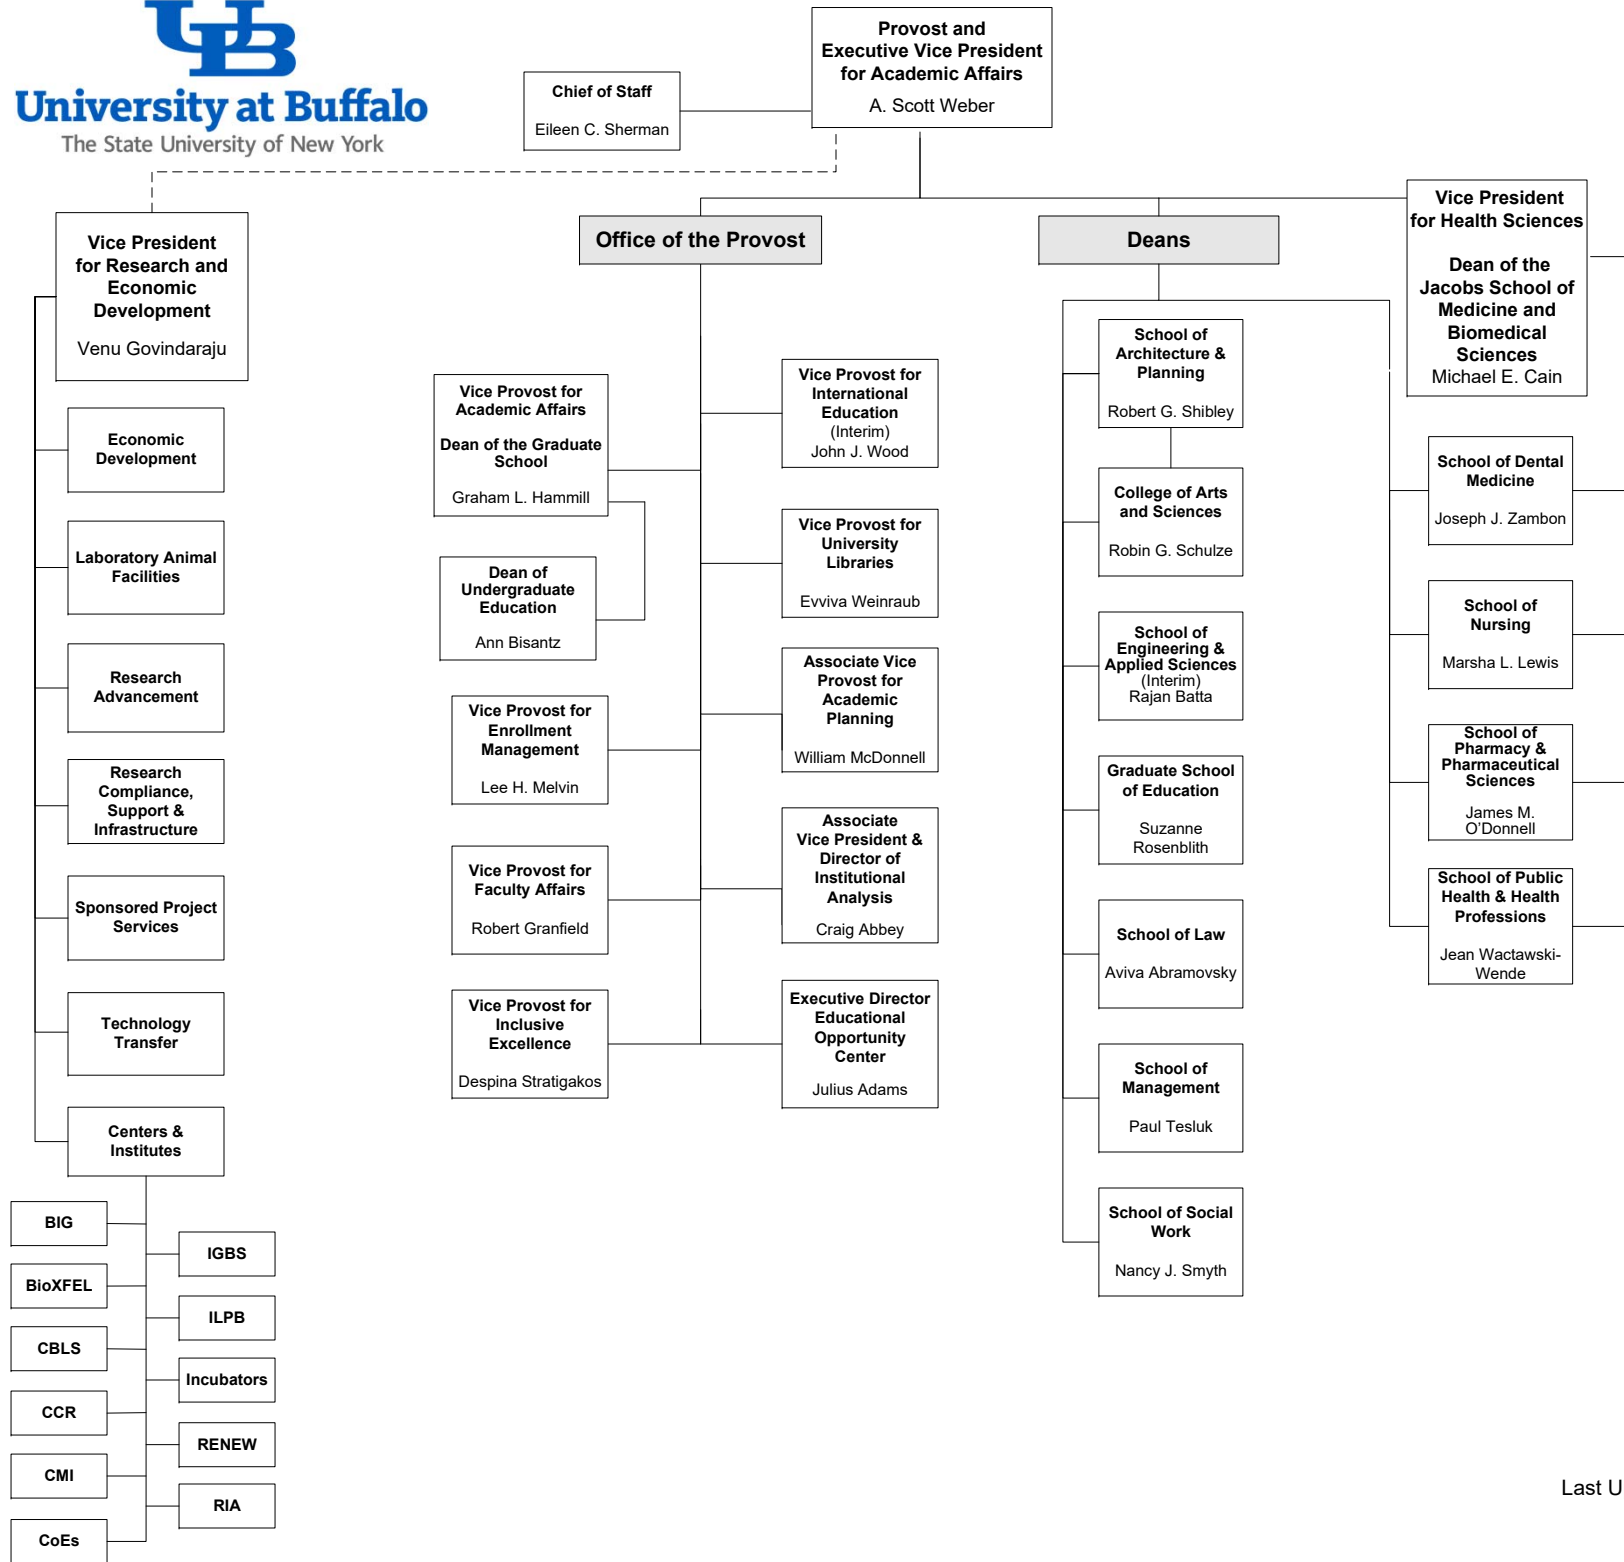 UB
University at Buffalo
The State University of New York
Provost and
Executive Vice President
for Academic Affairs
A. Scott Weber
Chief of Staff
Eileen C. Sherman
Vice President
for Research and
Economic
Development
Venu Govindaraju
Economic
Development
Laboratory Animal
Facilities
Research
Advancement
Research
Compliance,
Support &
Infrastructure
Sponsored Project
Services
Technology
Transfer
Centers &
Institutes
BIG
IGBS
BioXFEL
ILPB
CBLS
Incubators
CCR
RENEW
CMI
RIA
CoEs
Office of the Provost
Vice Provost for
Academic Affairs
Dean of the Graduate
School
Graham L. Hammill
Dean of
Undergraduate
Education
Ann Bisantz
Vice Provost for
Enrollment
Management
Lee H. Melvin
Vice Provost for
Faculty Affairs
Robert Granfield
Vice Provost for
Inclusive
Excellence
Despina Stratigakos
Vice Provost for
International
Education
(Interim)
John J. Wood
Vice Provost for
University
Libraries
Evviva Weinraub
Associate Vice
Provost for
Academic
Planning
William McDonnell
Associate
Vice President &
Director of
Institutional
Analysis
Craig Abbey
Executive Director
Educational
Opportunity
Center
Julius Adams
Deans
School of
Architecture &
Planning
Robert G. Shibley
College of Arts
and Sciences
Robin G. Schulze
School of
Engineering &
Applied Sciences
(Interim)
Rajan Batta
Graduate School
of Education
Suzanne
Rosenblith
School of Law
Aviva Abramovsky
School of
Management
Paul Tesluk
School of Social
Work
Nancy J. Smyth
Vice President
for Health Sciences
Dean of the
Jacobs School of
Medicine and
Biomedical
Sciences
Michael E. Cain
School of Dental
Medicine
Joseph J. Zambon
School of
Nursing
Marsha L. Lewis
School of
Pharmacy &
Pharmaceutical
Sciences
James M.
O'Donnell
School of Public
Health & Health
Professions
Jean Wactawski-
Wende
Last U